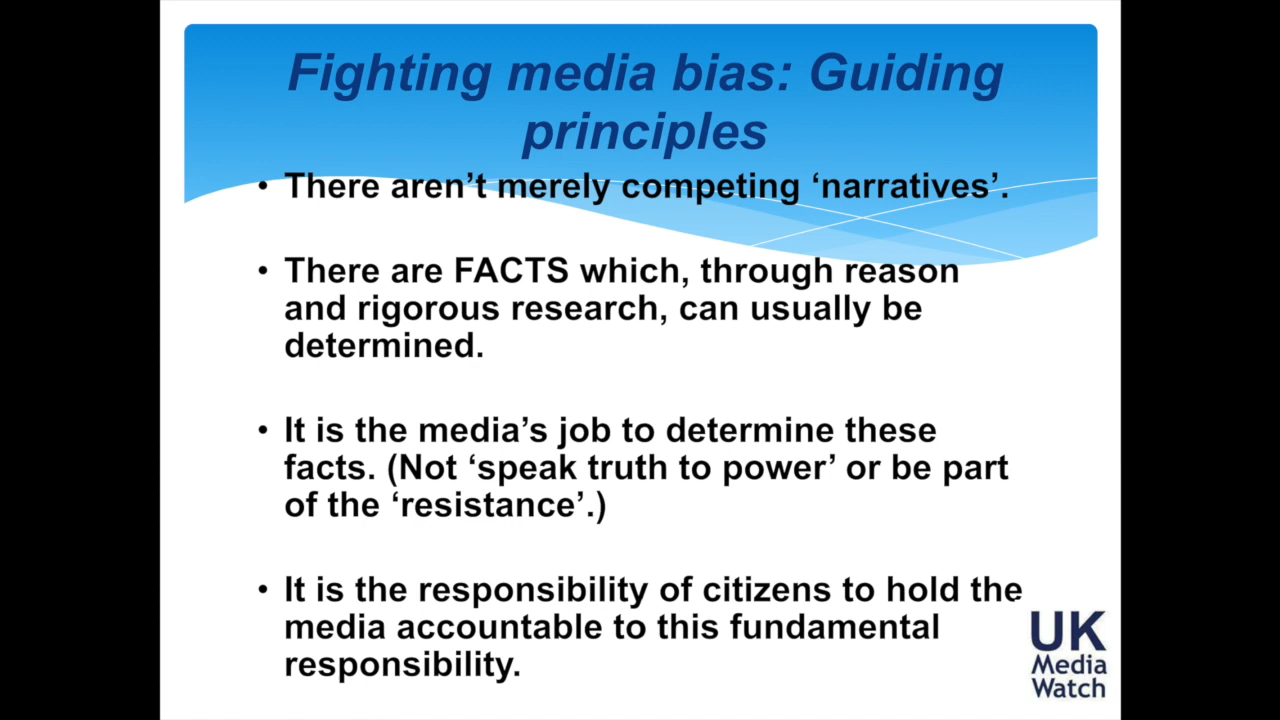 Fighting media bias: Guiding
principles
• There aren’t merely competing ‘narratives’.
• There are FACTS which, through reason
and rigorous research, can usually be
determined.
• It is the media’s job to determine these
facts. (Not ‘speak truth to power’ or be part
of the ‘resistance’.)
• It is the responsibility of citizens to hold the
media accountable to this fundamental
responsibility.
UK
Media
Watch